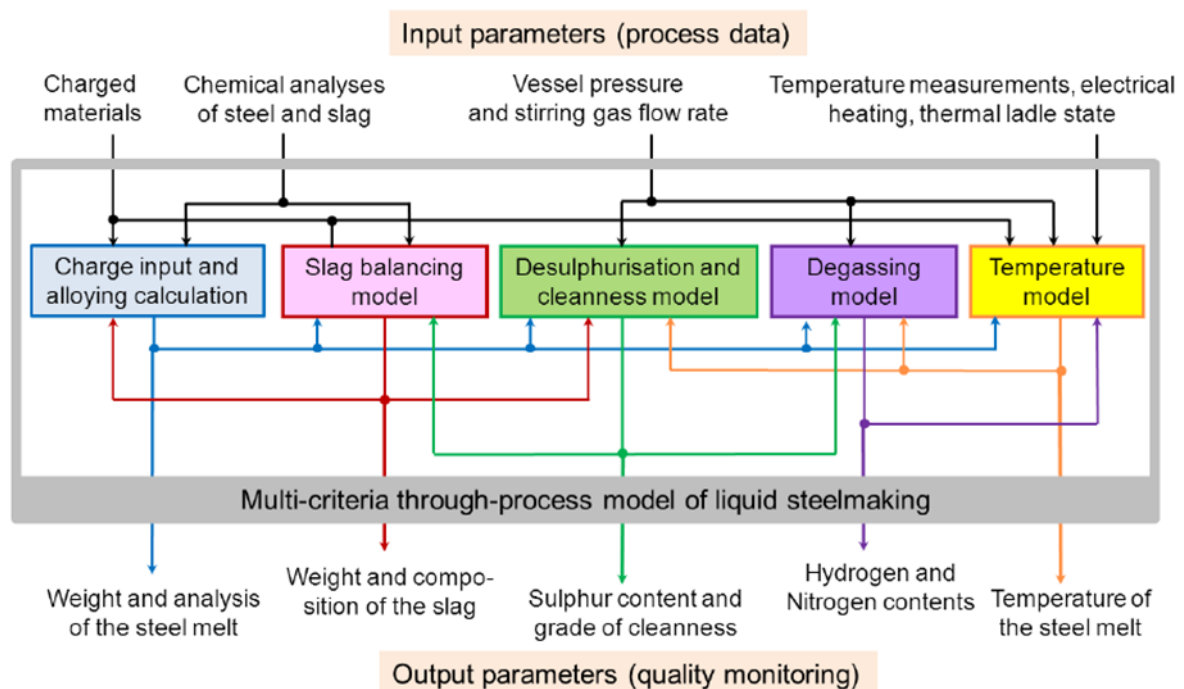 Input parameters (process data)
Charged
materials
Chemical analyses
of steel and slag
Vessel pressure
and stirring gas flow rate
Temperature measurements, electrical
heating, thermal ladle state
Charge input and
alloying calculation
Slag balancing
model
Desulphurisation and
cleanness model
Degassing
model
Temperature
model
Multi-criteria through-process model of liquid steelmaking
Weight and analysis
of the steel melt
Weight and compo-
sition of the slag
Sulphur content and
grade of cleanness
Hydrogen and
Nitrogen contents
Temperature of
the steel melt
Output parameters (quality monitoring)